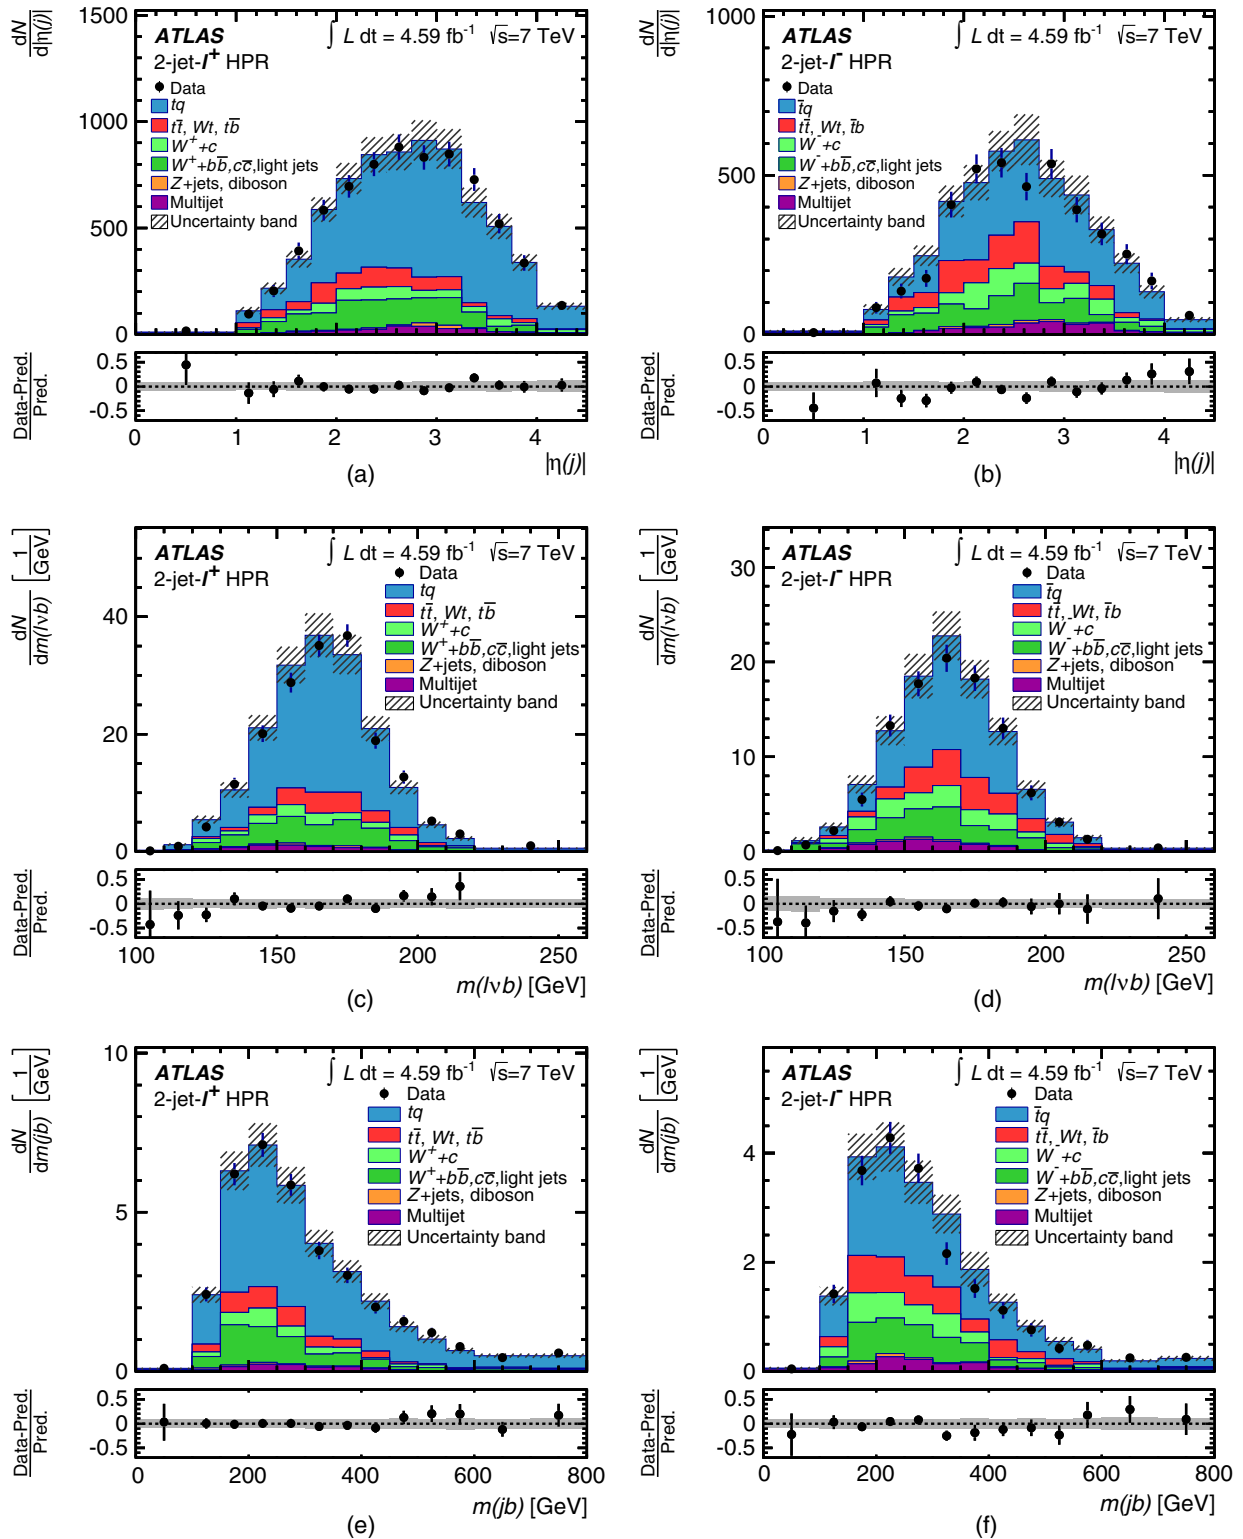 dN
d|η(j)|
1500
1000
500
0
ATLAS
∫ L dt = 4.59 fb⁻¹ √s=7 TeV
2-jet-l⁺ HPR
Data
tq
tt̄, Wt, tb̄
W⁺+c
W⁺+bb̄,cc̄,light jets
Z+jets, diboson
Multijet
Uncertainty band
Data-Pred
Pred.
0.5
0
-0.5
0 1 2 3 4
|η(j)|
(a)
dN
d|η(j)|
1000
500
0
ATLAS
∫ L dt = 4.59 fb⁻¹ √s=7 TeV
2-jet-l⁻ HPR
Data
t̄q
tt̄, Wt, t̄b
W⁻+c
W⁻+bb̄,cc̄,light jets
Z+jets, diboson
Multijet
Uncertainty band
Data-Pred.
Pred.
0.5
0
-0.5
0 1 2 3 4
|η(j)|
(b)
dN
dm(lνb)
[1/GeV]
40
20
0
ATLAS
∫ L dt = 4.59 fb⁻¹ √s=7 TeV
2-jet-l⁺ HPR
Data
tq
tt̄, Wt, tb̄
W⁺+c
W⁺+bb̄,cc̄,light jets
Z+jets, diboson
Multijet
Uncertainty band
Data-Pred.
Pred.
0.5
0
-0.5
100 150 200 250
m(lνb) [GeV]
(c)
dN
dm(lνb)
[1/GeV]
30
20
10
0
ATLAS
∫ L dt = 4.59 fb⁻¹ √s=7 TeV
2-jet-l⁻ HPR
Data
t̄q
tt̄, Wt, t̄b
W⁻+c
W⁻+bb̄,cc̄,light jets
Z+jets, diboson
Multijet
Uncertainty band
Data-Pred.
Pred.
0.5
0
-0.5
100 150 200 250
m(lνb) [GeV]
(d)
dN
dm(jb)
[1/GeV]
10
5
0
ATLAS
∫ L dt = 4.59 fb⁻¹ √s=7 TeV
2-jet-l⁺ HPR
Data
tq
tt̄, Wt, tb̄
W⁺+c
W⁺+bb̄,cc̄,light jets
Z+jets, diboson
Multijet
Uncertainty band
Data-Pred.
Pred.
0.5
0
-0.5
0 200 400 600 800
m(jb) [GeV]
(e)
dN
dm(jb)
[1/GeV]
4
2
0
ATLAS
∫ L dt = 4.59 fb⁻¹ √s=7 TeV
2-jet-l⁻ HPR
Data
t̄q
tt̄, Wt, t̄b
W⁻+c
W⁻+bb̄,cc̄,light jets
Z+jets, diboson
Multijet
Uncertainty band
Data-Pred.
Pred.
0.5
0
-0.5
0 200 400 600 800
m(jb) [GeV]
(f)